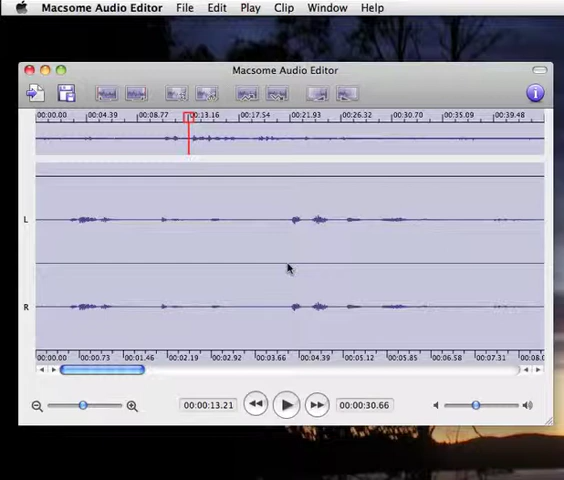 Macsome Audio Editor File Edit Play Clip Window Help
Macsome Audio Editor
00:00.00 00:04.39 00:08.77 00:13.16 00:17.54 00:21.93 00:26.32 00:30.70 00:35.09 00:39.48
L
R
00:00.00 00:00.73 00:01.46 00:02.19 00:02.92 00:03.66 00:04.39 00:05.12 00:05.85 00:06.58 00:07.31 00:08.0
00:00:13.21 00:00:30.66